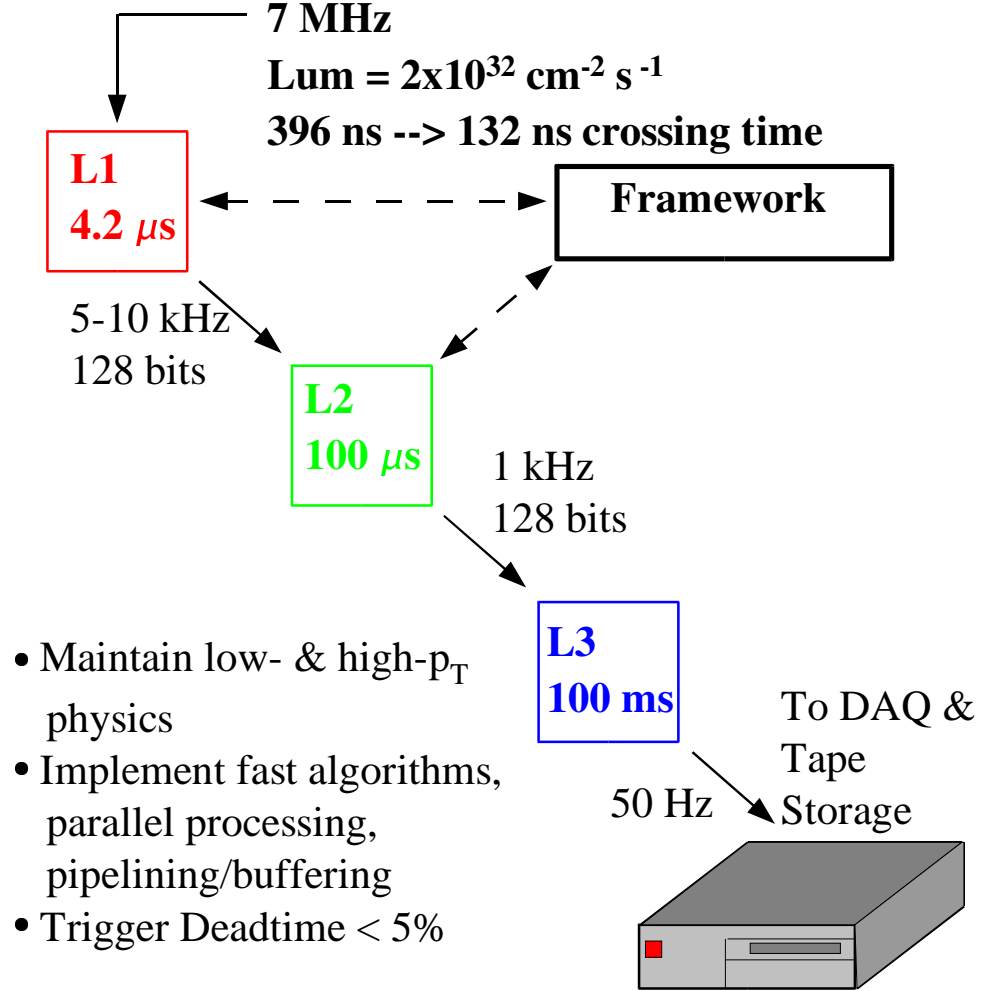 7 MHz
Lum = 2x10³² cm⁻² s⁻¹
396 ns --> 132 ns crossing time
L1
4.2 μs
Framework
5-10 kHz
128 bits
L2
100 μs
1 kHz
128 bits
L3
100 ms
• Maintain low- & high-pT
physics
• Implement fast algorithms,
parallel processing,
pipelining/buffering
• Trigger Deadtime < 5%
50 Hz
To DAQ &
Tape
Storage